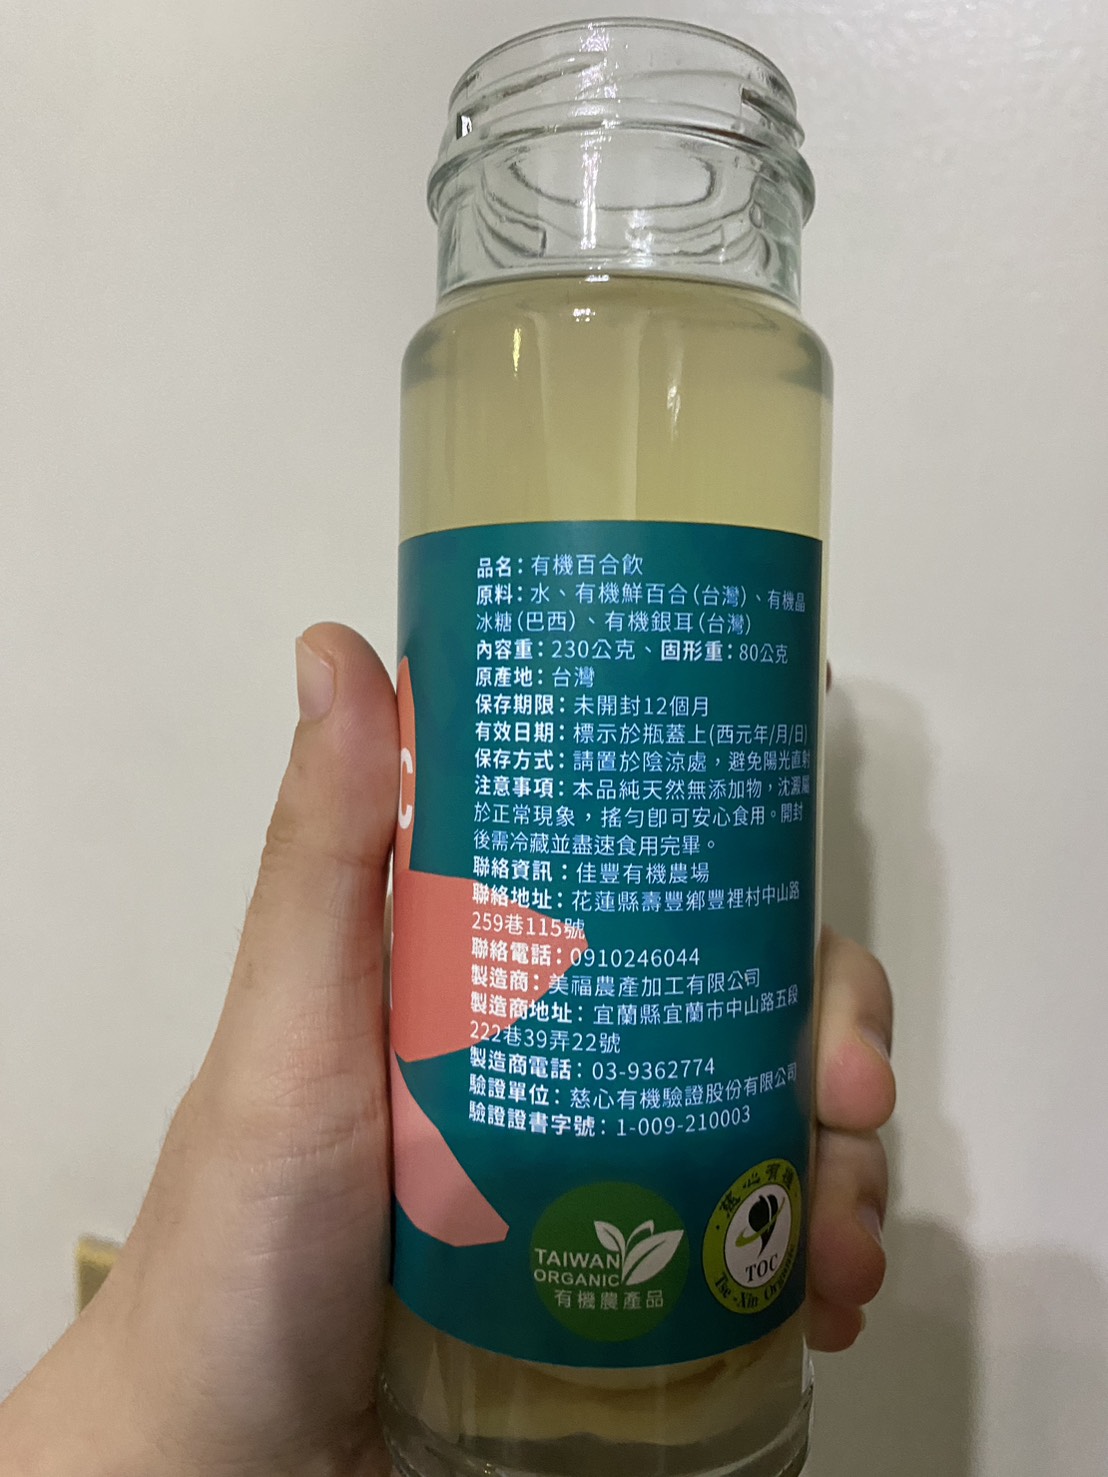 品名：有機百合飲
原料：水、有機鮮百合(台灣)、有機晶
冰糖(巴西)、有機銀耳(台灣)
內容重：230公克、固形重：80公克
原產地：台灣
保存期限：未開封12個月
有效日期：標示於瓶蓋上(西元年/月/日)
保存方式：請置於陰涼處，避免陽光直射
注意事項：本品純天然無添加物，沈澱屬
於正常現象，搖勻即可安心食用。開封
後需冷藏並盡速食用完畢。
聯絡資訊：佳豐有機農場
聯絡地址：花蓮縣壽豐鄉豐裡村中山路
259巷115號
聯絡電話：0910246044
製造商：美福農產加工有限公司
製造商地址：宜蘭縣宜蘭市中山路五段
222巷39弄22號
製造商電話：03-9362774
驗證單位：慈心有機驗證股份有限公司
驗證證書字號：1-009-210003
TAIWAN
ORGANIC
有機農產品
慈心有機
TOC
Tse-Xin Organic
C